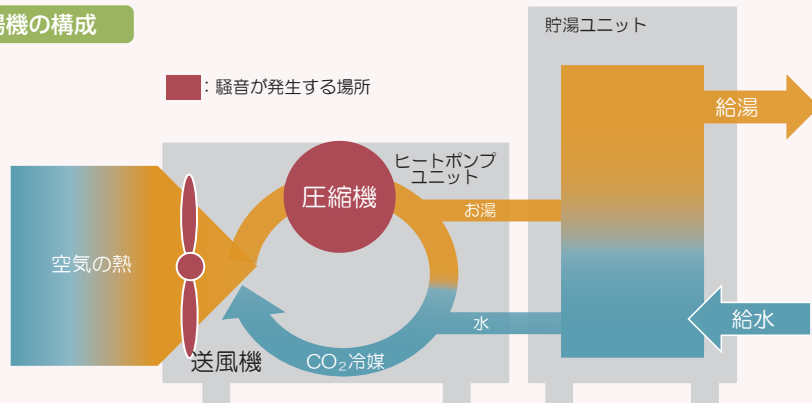 湯機の構成
貯湯ユニット
：騒音が発生する場所
給湯
ヒートポンプ
ユニット
圧縮機
お湯
空気の熱
給水
水
送風機
CO₂冷媒